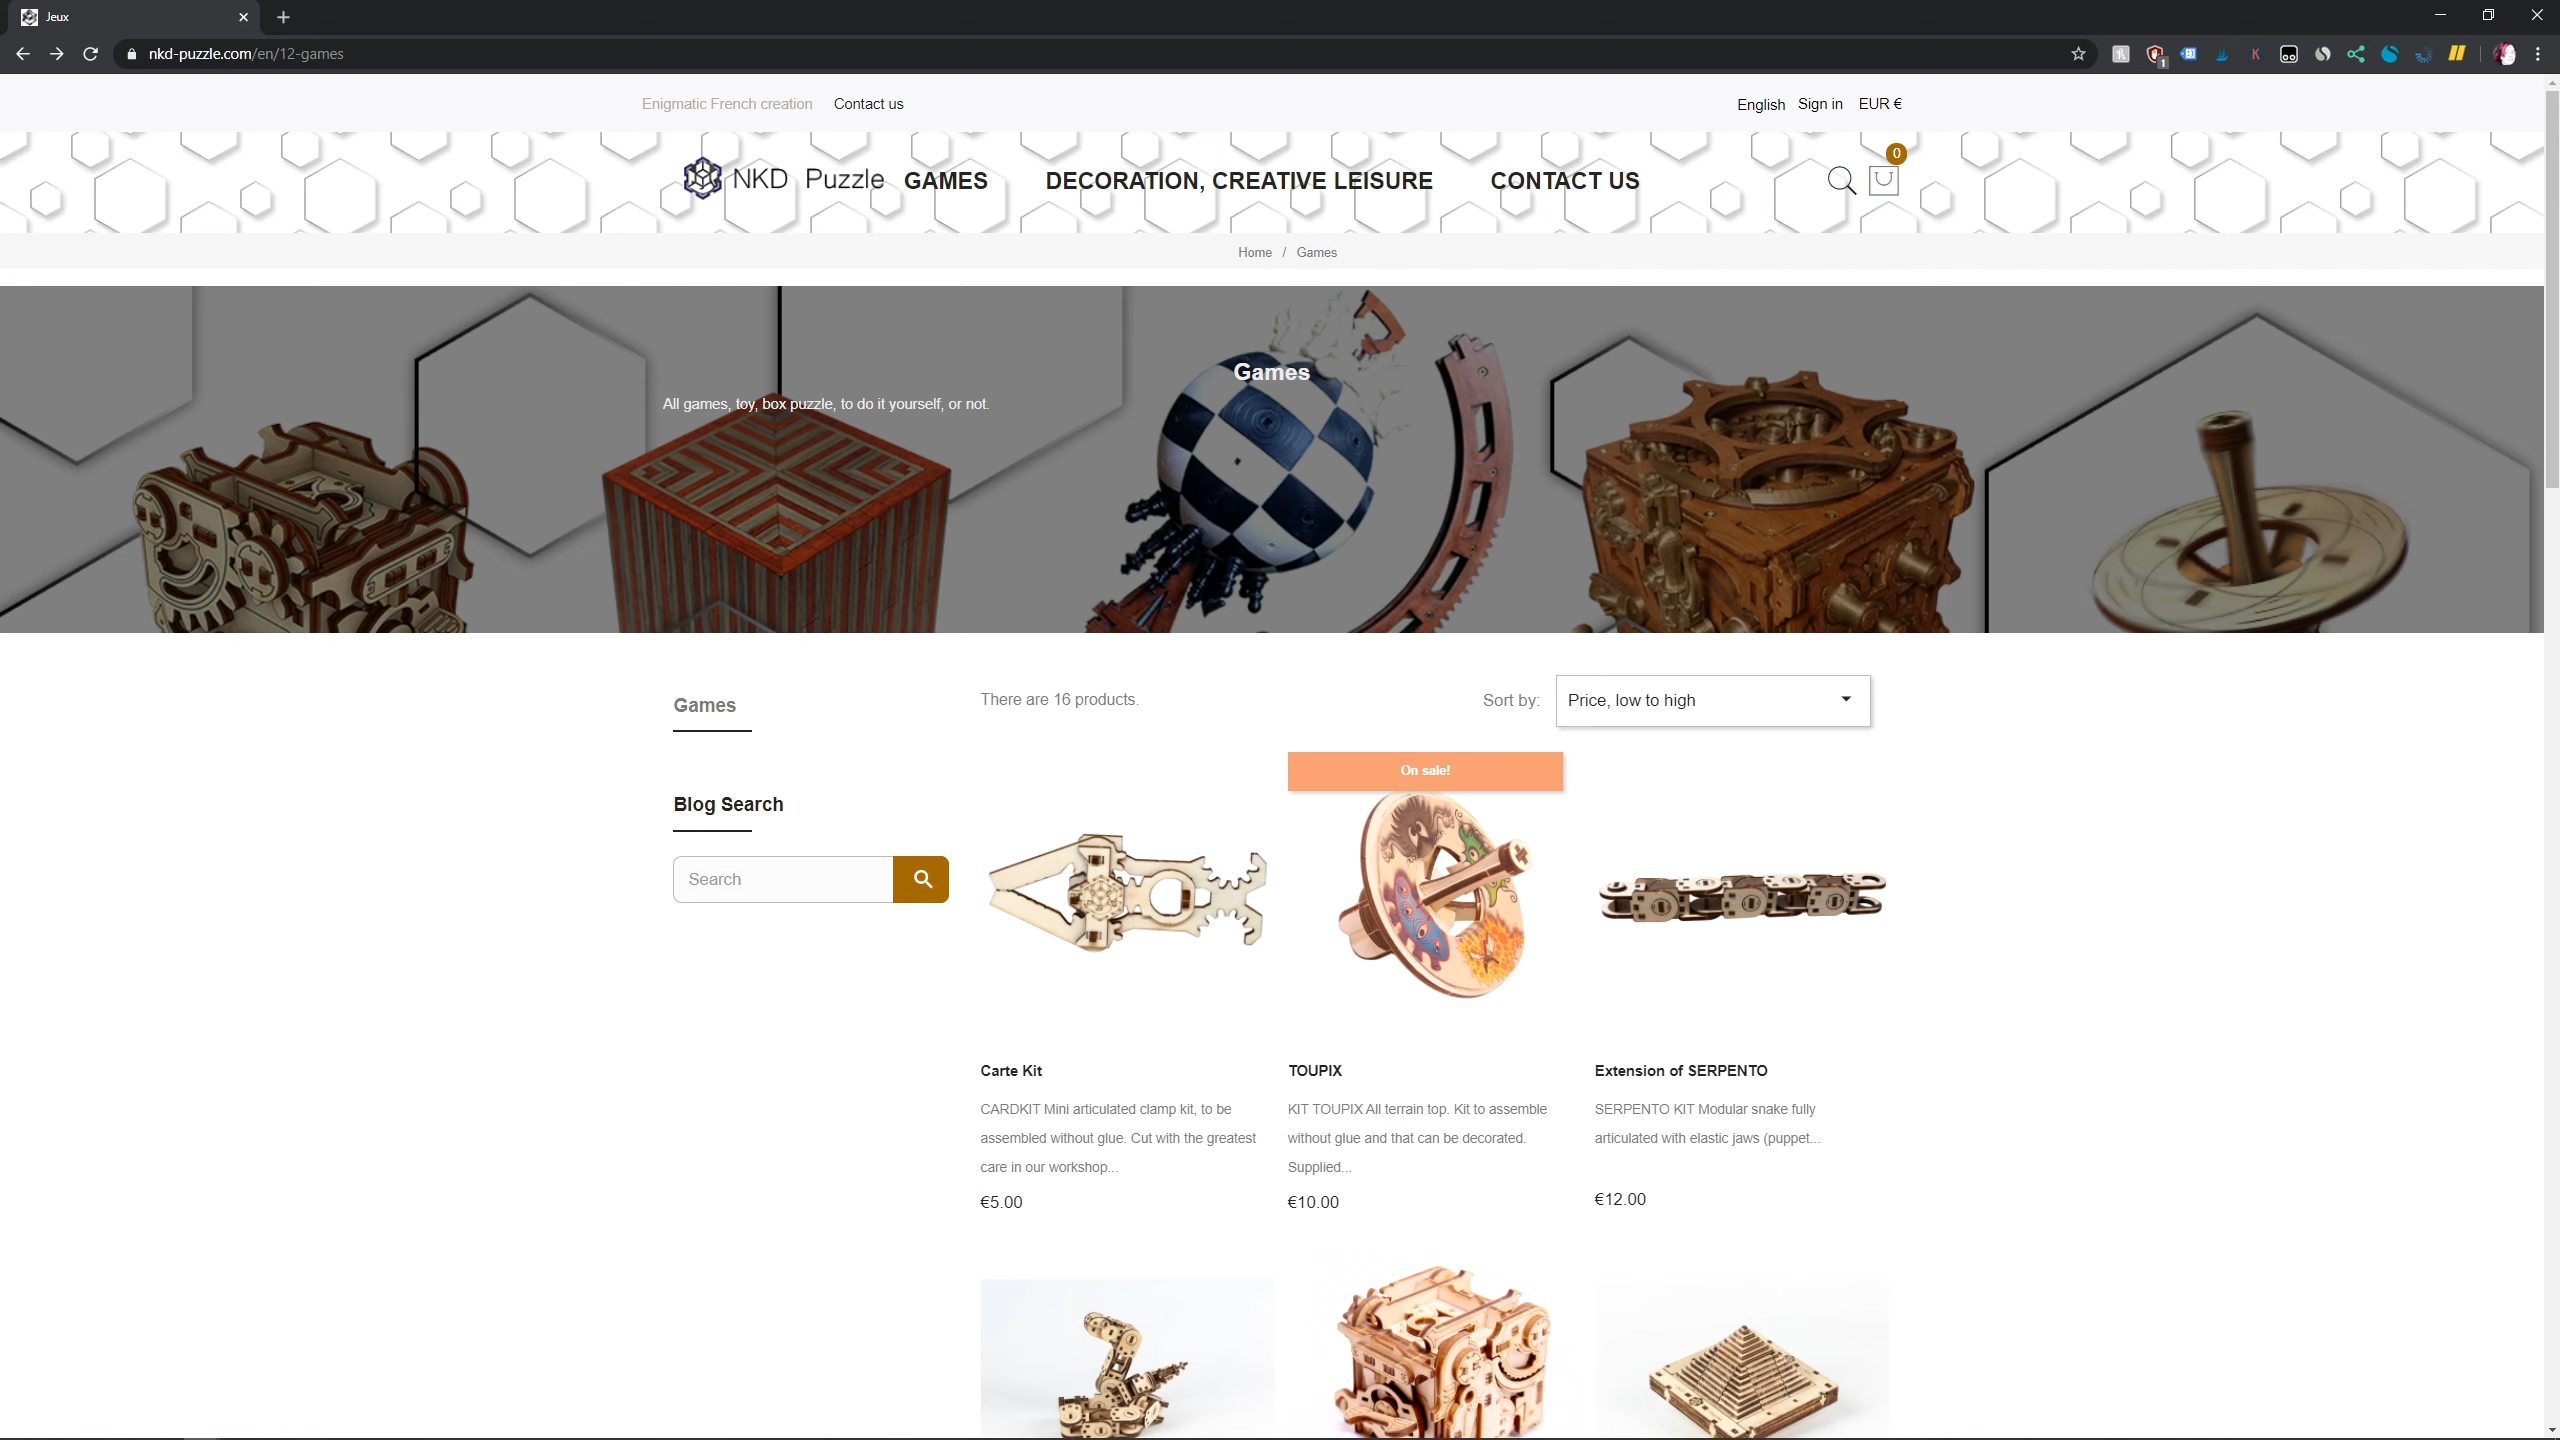 Jeux
nkd-puzzle.com/en/12-games
1
Enigmatic French creation Contact us
English Sign in EUR €
NKD Puzzle GAMES DECORATION, CREATIVE LEISURE CONTACT US
0
Home / Games
Games
All games, toy, box puzzle, to do it yourself, or not.
Games
There are 16 products.
Sort by: Price, low to high
Blog Search
Search
On sale!
Carte Kit
CARDKIT Mini articulated clamp kit, to be
assembled without glue. Cut with the greatest
care in our workshop...
€5.00
TOUPIX
KIT TOUPIX All terrain top. Kit to assemble
without glue and that can be decorated.
Supplied...
€10.00
Extension of SERPENTO
SERPENTO KIT Modular snake fully
articulated with elastic jaws (puppet...
€12.00